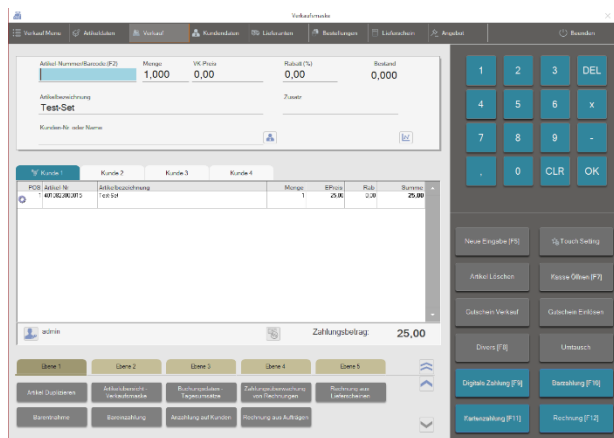 Verkaufsmaske
Verkauf Menü Artikeldaten Verkauf Kundendaten Lieferanten Bestellungen Lieferschein Angebot Beenden
Artikel-Nummer/Barcode(F2) Menge VK-Preis Rabatt (%) Bestand
1,000 0,00 0,00 0,000
Artikelbezeichnung Zusatz
Test-Set
Kunden-Nr. oder Name
Kunde 1 Kunde 2 Kunde 3 Kunde 4
POS Artikel-Nr Artikelbezeichnung Menge EPreis Rab Summe
1 4010823800015 Test-Set 1 25,00 0,00 25,00
admin Zahlungsbetrag: 25,00
Ebene 1 Ebene 2 Ebene 3 Ebene 4 Ebene 5
Artikel Duplizieren
Artikelübersicht -
Verkaufsmaske
Buchungsdaten -
Tagesumsätze
Zahlungsüberwachung
von Rechnungen
Rechnung aus
Lieferscheinen
Barentnahme Bareinzahlung Anzahlung auf Kunden Rechnung aus Aufträgen
1 2 3 DEL
4 5 6 x
7 8 9 -
. 0 CLR OK
Neue Eingabe [F5] Touch Setting
Artikel Löschen Kasse Öffnen [F7]
Gutschein Verkauf Gutschein Einlösen
Divers [F8] Umtausch
Digitale Zahlung [F9] Barzahlung [F10]
Kartenzahlung [F11] Rechnung [F12]